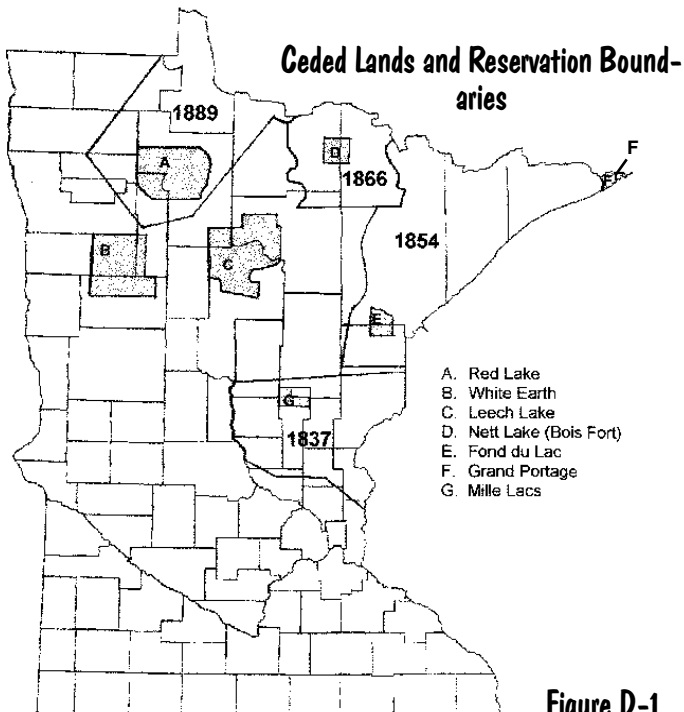 Ceded Lands and Reservation Bound-
aries
1889
A
D
1866
F
F
B
C
1854
E
G
1837
A. Red Lake
B. White Earth
C. Leech Lake
D. Nett Lake (Bois Fort)
E. Fond du Lac
F. Grand Portage
G. Mille Lacs
Figure D-1